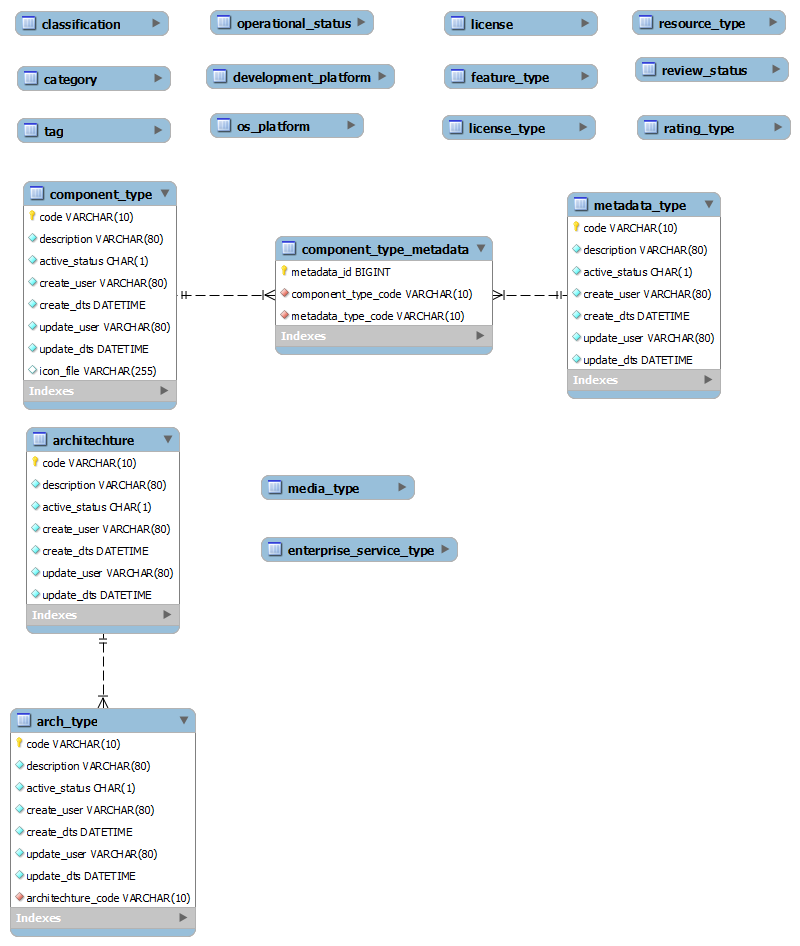 classification
operational_status
license
resource_type
category
development_platform
feature_type
review_status
tag
os_platform
license_type
rating_type
component_type
code VARCHAR(10)
description VARCHAR(80)
active_status CHAR(1)
create_user VARCHAR(80)
create_dts DATETIME
update_user VARCHAR(80)
update_dts DATETIME
icon_file VARCHAR(255)
Indexes
component_type_metadata
metadata_id BIGINT
component_type_code VARCHAR(10)
metadata_type_code VARCHAR(10)
Indexes
metadata_type
code VARCHAR(10)
description VARCHAR(80)
active_status CHAR(1)
create_user VARCHAR(80)
create_dts DATETIME
update_user VARCHAR(80)
update_dts DATETIME
Indexes
architechture
code VARCHAR(10)
description VARCHAR(80)
active_status CHAR(1)
create_user VARCHAR(80)
create_dts DATETIME
update_user VARCHAR(80)
update_dts DATETIME
Indexes
media_type
enterprise_service_type
arch_type
code VARCHAR(10)
description VARCHAR(80)
active_status CHAR(1)
create_user VARCHAR(80)
create_dts DATETIME
update_user VARCHAR(80)
update_dts DATETIME
architechture_code VARCHAR(10)
Indexes